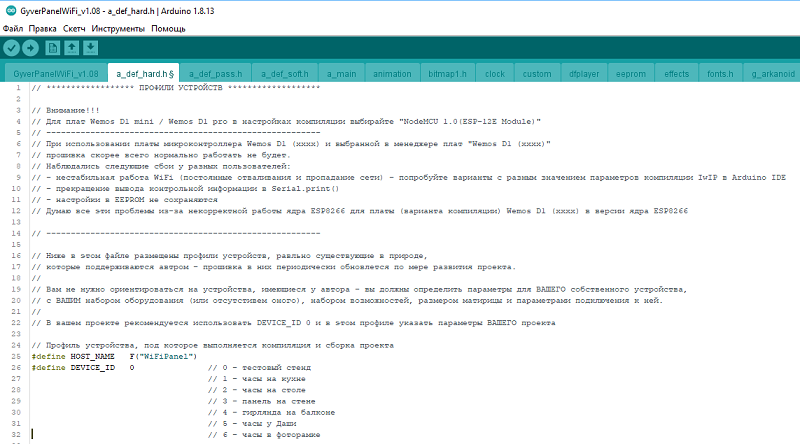 GyverPanelWiFi_v1.08 - a_def_hard.h | Arduino 1.8.13
Файл Правка Скетч Инструменты Помощь
GyverPanelWiFi_v1.08 a_def_hard.h § a_def_pass.h a_def_soft.h a_main animation bitmap1.h clock custom dfplayer eeprom effects fonts.h g_arkanoid
1 // ****************** ПРОФИЛИ УСТРОЙСТВ *******************
2
3 // Внимание!!!
4 // Для плат Wemos D1 mini / Wemos D1 pro в настройках компиляции выбирайте "NodeMCU 1.0(ESP-12E Module)"
5 // --------------------------------------------------------
6 // При использовании платы микроконтроллера Wemos D1 (xxxx) и выбранной в менеджере плат "Wemos D1 (xxxx)"
7 // прошивка скорее всего нормально работать не будет.
8 // Наблюдались следующие сбои у разных пользователей:
9 // - нестабильная работа WiFi (постоянные отваливания и пропадание сети) - попробуйте варианты с разным значением параметров компиляции IwIP в Arduino IDE
10 // - прекращение вывода контрольной информации в Serial.print()
11 // - настройки в EEPROM не сохраняются
12 // Думаю все эти проблемы из-за некорректной работы ядра ESP8266 для платы (варианта компиляции) Wemos D1 (xxxx) в версии ядра ESP8266
13
14 // --------------------------------------------------------
15
16 // Ниже в этом файле размещены профили устройств, равльно существующие в природе,
17 // которые поддерживаются автром - прошивка в них периодически обновлется по мере развития проекта.
18 //
19 // Вам не нужно ориентироваться на устройства, имеющиеся у автора - вы должны определить параметры для ВАШЕГО собственного устройства,
20 // с ВАШИМ набором оборудования (или отсутствием оного), набором возможностей, размером матирицы и параметрами подключения к ней.
21 //
22 // В вашем проекте рекомендуется использовать DEVICE_ID 0 и в этом профиле указать параметры ВАШЕГО проекта
23
24 // Профиль устройства, под которое выполняется компиляция и сборка проекта
25 #define HOST_NAME F("WiFiPanel")
26 #define DEVICE_ID 0 // 0 - тестовый стенд
27 // 1 - часы на кухне
28 // 2 - часы на столе
29 // 3 - панель на стене
30 // 4 - гирлянда на балконе
31 // 5 - часы у Даши
32 // 6 - часы в фоторамке